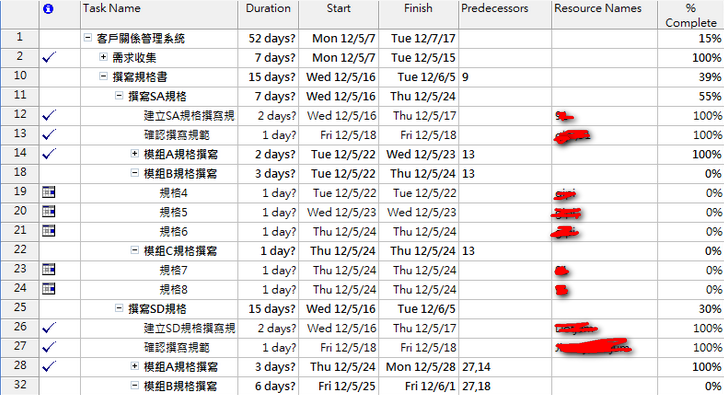 Task Name Duration Start Finish Predecessors Resource Names % Complete
1 客戶關係管理系統 52 days? Mon 12/5/7 Tue 12/7/17 15%
2 需求收集 7 days? Mon 12/5/7 Tue 12/5/15 100%
10 撰寫規格書 15 days? Wed 12/5/16 Tue 12/6/5 9 39%
11 撰寫SA規格 7 days? Wed 12/5/16 Thu 12/5/24 55%
12 建立SA規格撰寫規 2 days? Wed 12/5/16 Thu 12/5/17 100%
13 確認撰寫規範 1 day? Fri 12/5/18 Fri 12/5/18 100%
14 模組A規格撰寫 2 days? Tue 12/5/22 Wed 12/5/23 13 100%
18 模組B規格撰寫 3 days? Tue 12/5/22 Thu 12/5/24 13 0%
19 規格4 1 day? Tue 12/5/22 Tue 12/5/22 0%
20 規格5 1 day? Wed 12/5/23 Wed 12/5/23 0%
21 規格6 1 day? Thu 12/5/24 Thu 12/5/24 0%
22 模組C規格撰寫 1 day? Thu 12/5/24 Thu 12/5/24 13 0%
23 規格7 1 day? Thu 12/5/24 Thu 12/5/24 0%
24 規格8 1 day? Thu 12/5/24 Thu 12/5/24 0%
25 撰寫SD規格 15 days? Wed 12/5/16 Tue 12/6/5 30%
26 建立SD規格撰寫規 2 days? Wed 12/5/16 Thu 12/5/17 100%
27 確認撰寫規範 1 day? Fri 12/5/18 Fri 12/5/18 100%
28 模組A規格撰寫 3 days? Thu 12/5/24 Mon 12/5/28 27,14 100%
32 模組B規格撰寫 6 days? Fri 12/5/25 Fri 12/6/1 27,18 0%